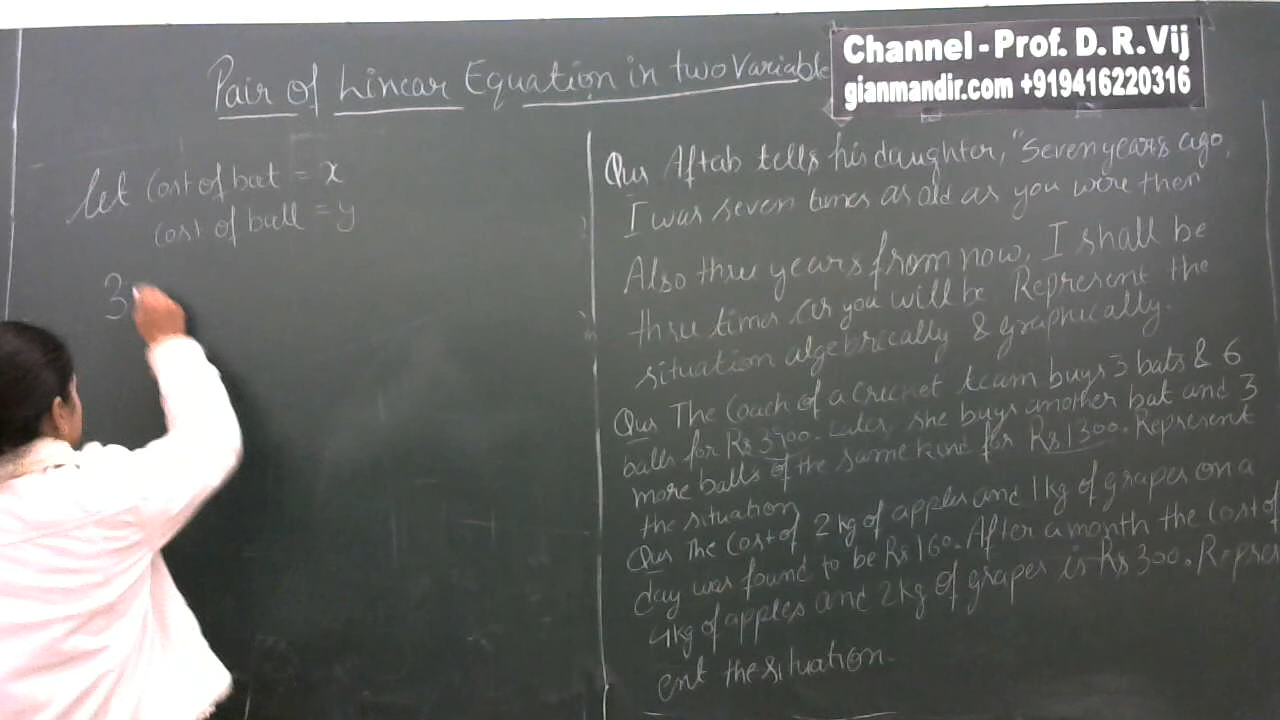 Pair of Linear Equation in two Variable
Channel - Prof. D. R. Vij
gianmandir.com +919416220316
let Cost of bat = x
cost of ball = y
3
Qus Aftab tells his daughter, "Seven years ago,
I was seven times as old as you were then
Also three years from now, I shall be
three times as you will be Represent the
situation algebrically & graphically.
Qus The Coach of a Cricket team buys 3 bats & 6
balls for Rs 3900. Later, she buys another bat and 3
more balls of the same kind for Rs 1300. Represent
the situation
Qus The Cost of 2 kg of apples and 1 kg of grapes on a
day was found to be Rs 160. After a month the Cost of
4kg of apples and 2kg of grapes is Rs 300. Repres
ent the situation.